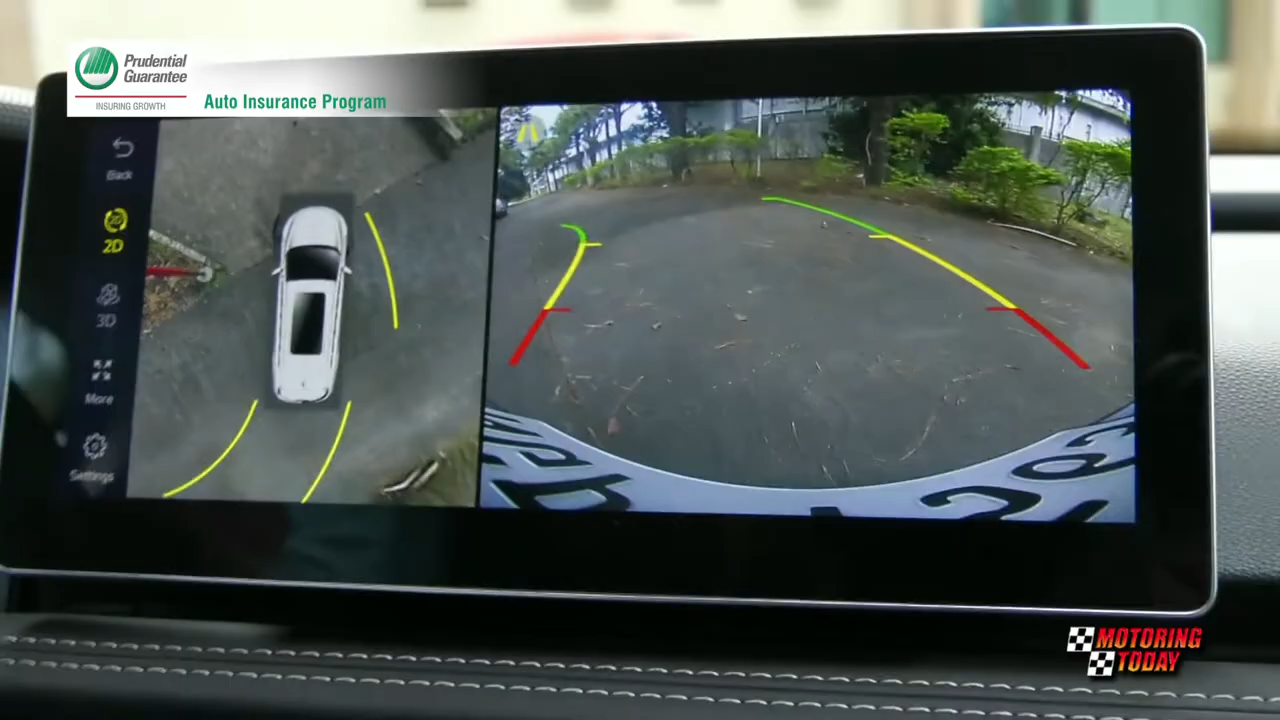 Prudential
Guarantee
INSURING GROWTH
Auto Insurance Program
Back
2D
3D
More
Settings
MOTORING
TODAY